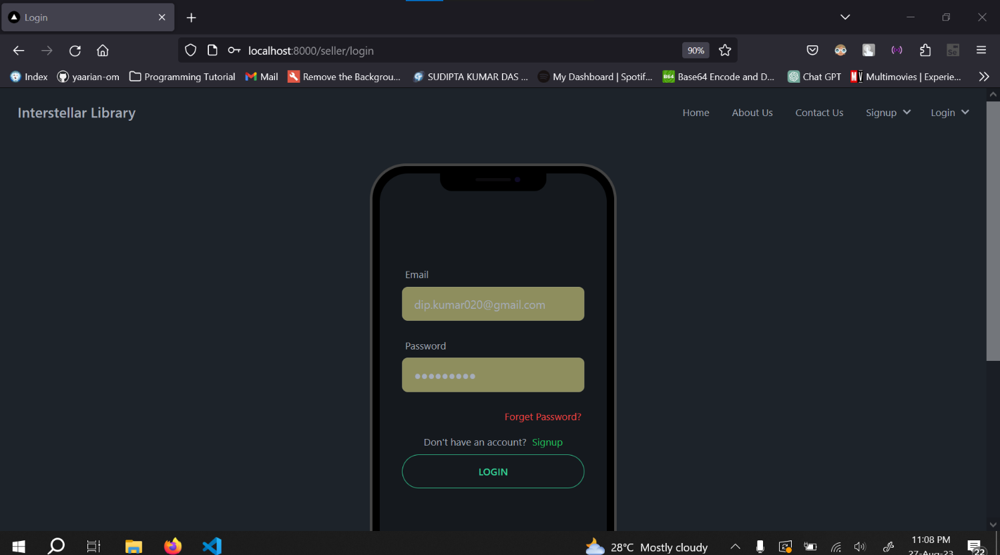 Login
localhost:8000/seller/login
90%
Index
yaarian-om
Programming Tutorial
Mail
Remove the Backgrou...
SUDIPTA KUMAR DAS ...
B64
My Dashboard | Spotif...
Base64 Encode and D...
Chat GPT
Multimovies | Experie...
Interstellar Library
Home
About Us
Contact Us
Signup
Login
Email
dip.kumar020@gmail.com
Password
Forget Password?
Don't have an account? Signup
LOGIN
28°C Mostly cloudy
11:08 PM
27-Aug-23
22